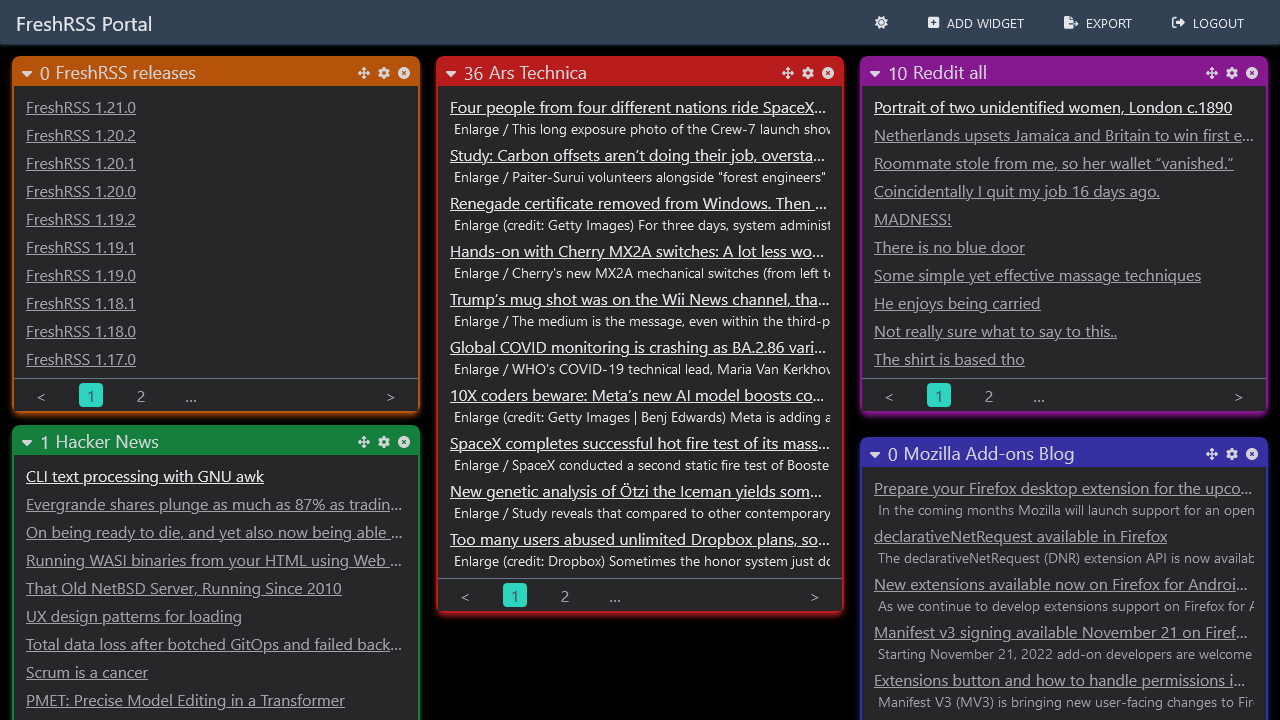 FreshRSS Portal
ADD WIDGET
EXPORT
LOGOUT
0 FreshRSS releases
FreshRSS 1.21.0
FreshRSS 1.20.2
FreshRSS 1.20.1
FreshRSS 1.20.0
FreshRSS 1.19.2
FreshRSS 1.19.1
FreshRSS 1.19.0
FreshRSS 1.18.1
FreshRSS 1.18.0
FreshRSS 1.17.0
< 1 2 ... >
1 Hacker News
CLI text processing with GNU awk
Evergrande shares plunge as much as 87% as tradin...
On being ready to die, and yet also now being able ...
Running WASI binaries from your HTML using Web ...
That Old NetBSD Server, Running Since 2010
UX design patterns for loading
Total data loss after botched GitOps and failed back...
Scrum is a cancer
PMET: Precise Model Editing in a Transformer
36 Ars Technica
Four people from four different nations ride SpaceX...
Enlarge / This long exposure photo of the Crew-7 launch show
Study: Carbon offsets aren't doing their job, oversta...
Enlarge / Paiter-Surui volunteers alongside "forest engineers"
Renegade certificate removed from Windows. Then ...
Enlarge (credit: Getty Images) For three days, system administ
Hands-on with Cherry MX2A switches: A lot less wo...
Enlarge / Cherry's new MX2A mechanical switches (from left to
Trump's mug shot was on the Wii News channel, tha...
Enlarge / The medium is the message, even within the third-p
Global COVID monitoring is crashing as BA.2.86 vari...
Enlarge / WHO's COVID-19 technical lead, Maria Van Kerkhov
10X coders beware: Meta's new AI model boosts co...
Enlarge (credit: Getty Images | Benj Edwards) Meta is adding a
SpaceX completes successful hot fire test of its mass...
Enlarge / SpaceX conducted a second static fire test of Booste
New genetic analysis of Ötzi the Iceman yields som...
Enlarge / Study reveals that compared to other contemporary
Too many users abused unlimited Dropbox plans, so...
Enlarge (credit: Dropbox) Sometimes the honor system just do
< 1 2 ... >
10 Reddit all
Portrait of two unidentified women, London c.1890
Netherlands upsets Jamaica and Britain to win first e...
Roommate stole from me, so her wallet “vanished.”
Coincidentally I quit my job 16 days ago.
MADNESS!
There is no blue door
Some simple yet effective massage techniques
He enjoys being carried
Not really sure what to say to this..
The shirt is based tho
< 1 2 ... >
0 Mozilla Add-ons Blog
Prepare your Firefox desktop extension for the upco...
In the coming months Mozilla will launch support for an open
declarativeNetRequest available in Firefox
The declarativeNetRequest (DNR) extension API is now availab
New extensions available now on Firefox for Androi...
As we continue to develop extensions support on Firefox for A
Manifest v3 signing available November 21 on Firef...
Starting November 21, 2022 add-on developers are welcome
Extensions button and how to handle permissions i...
Manifest V3 (MV3) is bringing new user-facing changes to Fir